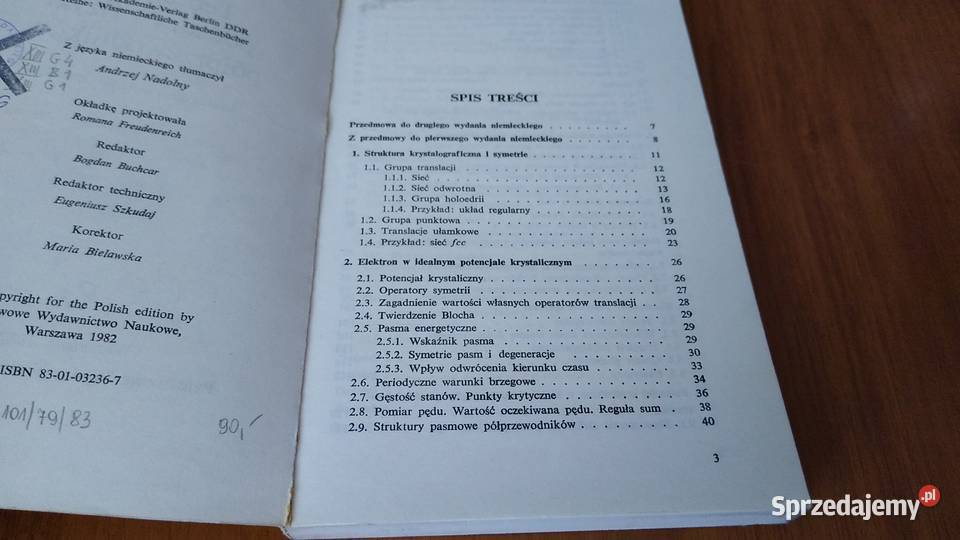 Akademie-Verlag Berlin DDR
Reihe: Wissenschaftliche Taschenbücher
Z języka niemieckiego tłumaczył
Andrzej Nadolny
XIII G4
XIII B1
G1
Okładkę projektowała
Romana Freudenreich
Redaktor
Bogdan Buchcar
Redaktor techniczny
Eugeniusz Szkudaj
Korektor
Maria Bielawska
pyright for the Polish edition by
wowe Wydawnictwo Naukowe,
Warszawa 1982
ISBN 83-01-03236-7
101/79/83
90,-
SPIS TREŚCI
Przedmowa do drugiego wydania niemieckiego . . . . . . . . 7
Z przedmowy do pierwszego wydania niemieckiego . . . . . . . 8
1. Struktura krystalograficzna i symetrie . . . . . . . . . . . 11
1.1. Grupa translacji . . . . . . . . . . . . . . . . 12
1.1.1. Sieć . . . . . . . . . . . . . . . . . . 12
1.1.2. Sieć odwrotna . . . . . . . . . . . . . . 13
1.1.3. Grupa holoedrii . . . . . . . . . . . . . 16
1.1.4. Przykład: układ regularny . . . . . . . . . 18
1.2. Grupa punktowa . . . . . . . . . . . . . . . . 19
1.3. Translacje ułamkowe . . . . . . . . . . . . . . 20
1.4. Przykład: sieć fcc . . . . . . . . . . . . . . . 23
2. Elektron w idealnym potencjale krystalicznym . . . . . . . . 26
2.1. Potencjał krystaliczny . . . . . . . . . . . . . . 26
2.2. Operatory symetrii . . . . . . . . . . . . . . . 27
2.3. Zagadnienie wartości własnych operatorów translacji . . 28
2.4. Twierdzenie Blocha . . . . . . . . . . . . . . . 29
2.5. Pasma energetyczne . . . . . . . . . . . . . . . 29
2.5.1. Wskaźnik pasma . . . . . . . . . . . . . 29
2.5.2. Symetrie pasm i degeneracje . . . . . . . . 30
2.5.3. Wpływ odwrócenia kierunku czasu . . . . . . 33
2.6. Periodyczne warunki brzegowe . . . . . . . . . . . 34
2.7. Gęstość stanów. Punkty krytyczne . . . . . . . . . 36
2.8. Pomiar pędu. Wartość oczekiwana pędu. Reguła sum . 38
2.9. Struktury pasmowe półprzewodników . . . . . . . . . 40
3
Sprzedajemy.pl